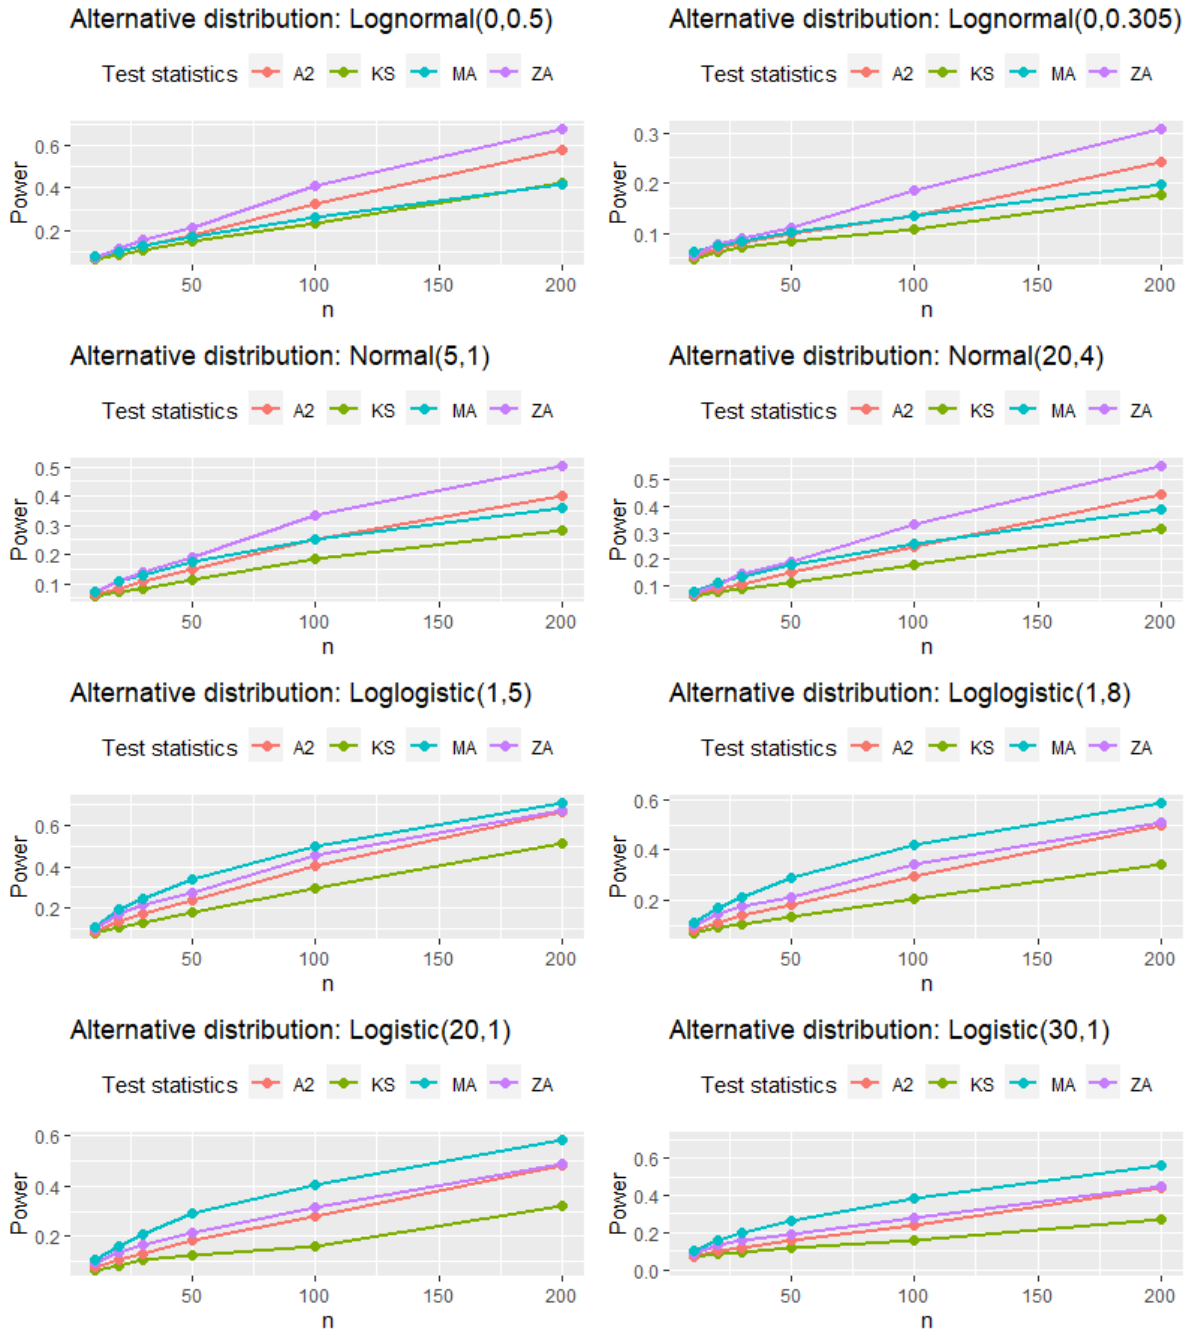 Alternative distribution: Lognormal(0,0.5)
Test statistics A2 KS MA ZA
Power
0.6
0.4
0.2
50 100 150 200
n
Alternative distribution: Lognormal(0,0.305)
Test statistics A2 KS MA ZA
Power
0.3
0.2
0.1
50 100 150 200
n
Alternative distribution: Normal(5,1)
Test statistics A2 KS MA ZA
Power
0.5
0.4
0.3
0.2
0.1
50 100 150 200
n
Alternative distribution: Normal(20,4)
Test statistics A2 KS MA ZA
Power
0.5
0.4
0.3
0.2
0.1
50 100 150 200
n
Alternative distribution: Loglogistic(1,5)
Test statistics A2 KS MA ZA
Power
0.6
0.4
0.2
50 100 150 200
n
Alternative distribution: Loglogistic(1,8)
Test statistics A2 KS MA ZA
Power
0.6
0.4
0.2
50 100 150 200
n
Alternative distribution: Logistic(20,1)
Test statistics A2 KS MA ZA
Power
0.6
0.4
0.2
50 100 150 200
n
Alternative distribution: Logistic(30,1)
Test statistics A2 KS MA ZA
Power
0.6
0.4
0.2
0.0
50 100 150 200
n